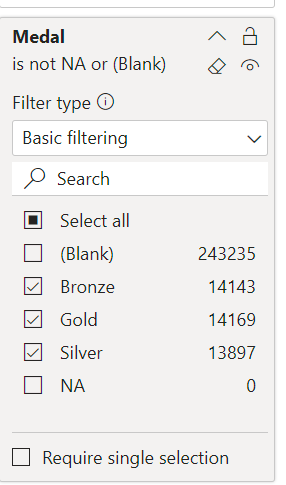 Medal
is not NA or (Blank)
Filter type
Basic filtering
Search
Select all
(Blank) 243235
Bronze 14143
Gold 14169
Silver 13897
NA 0
Require single selection